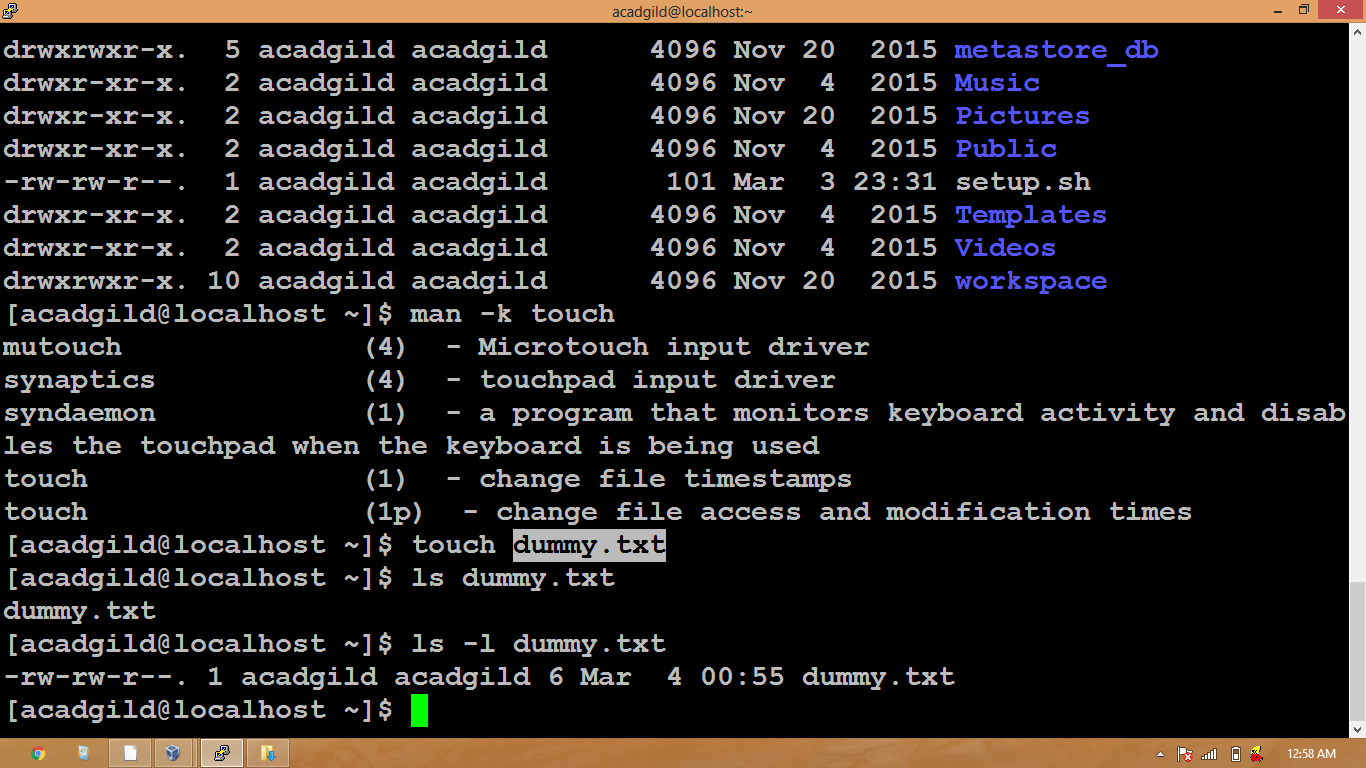 acadgild@localhost:~
drwxrwxr-x.  5 acadgild acadgild      4096 Nov 20  2015 metastore_db
drwxr-xr-x.  2 acadgild acadgild      4096 Nov  4  2015 Music
drwxr-xr-x.  2 acadgild acadgild      4096 Nov 20  2015 Pictures
drwxr-xr-x.  2 acadgild acadgild      4096 Nov  4  2015 Public
-rw-rw-r--.  1 acadgild acadgild       101 Mar  3 23:31 setup.sh
drwxr-xr-x.  2 acadgild acadgild      4096 Nov  4  2015 Templates
drwxr-xr-x.  2 acadgild acadgild      4096 Nov  4  2015 Videos
drwxrwxr-x. 10 acadgild acadgild      4096 Nov 20  2015 workspace
[acadgild@localhost ~]$ man -k touch
mutouch              (4)  - Microtouch input driver
synaptics            (4)  - touchpad input driver
syndaemon            (1)  - a program that monitors keyboard activity and disab
les the touchpad when the keyboard is being used
touch                (1)  - change file timestamps
touch                (1p)  - change file access and modification times
[acadgild@localhost ~]$ touch dummy.txt
[acadgild@localhost ~]$ ls dummy.txt
dummy.txt
[acadgild@localhost ~]$ ls -l dummy.txt
-rw-rw-r--. 1 acadgild acadgild 6 Mar  4 00:55 dummy.txt
[acadgild@localhost ~]$
12:58 AM